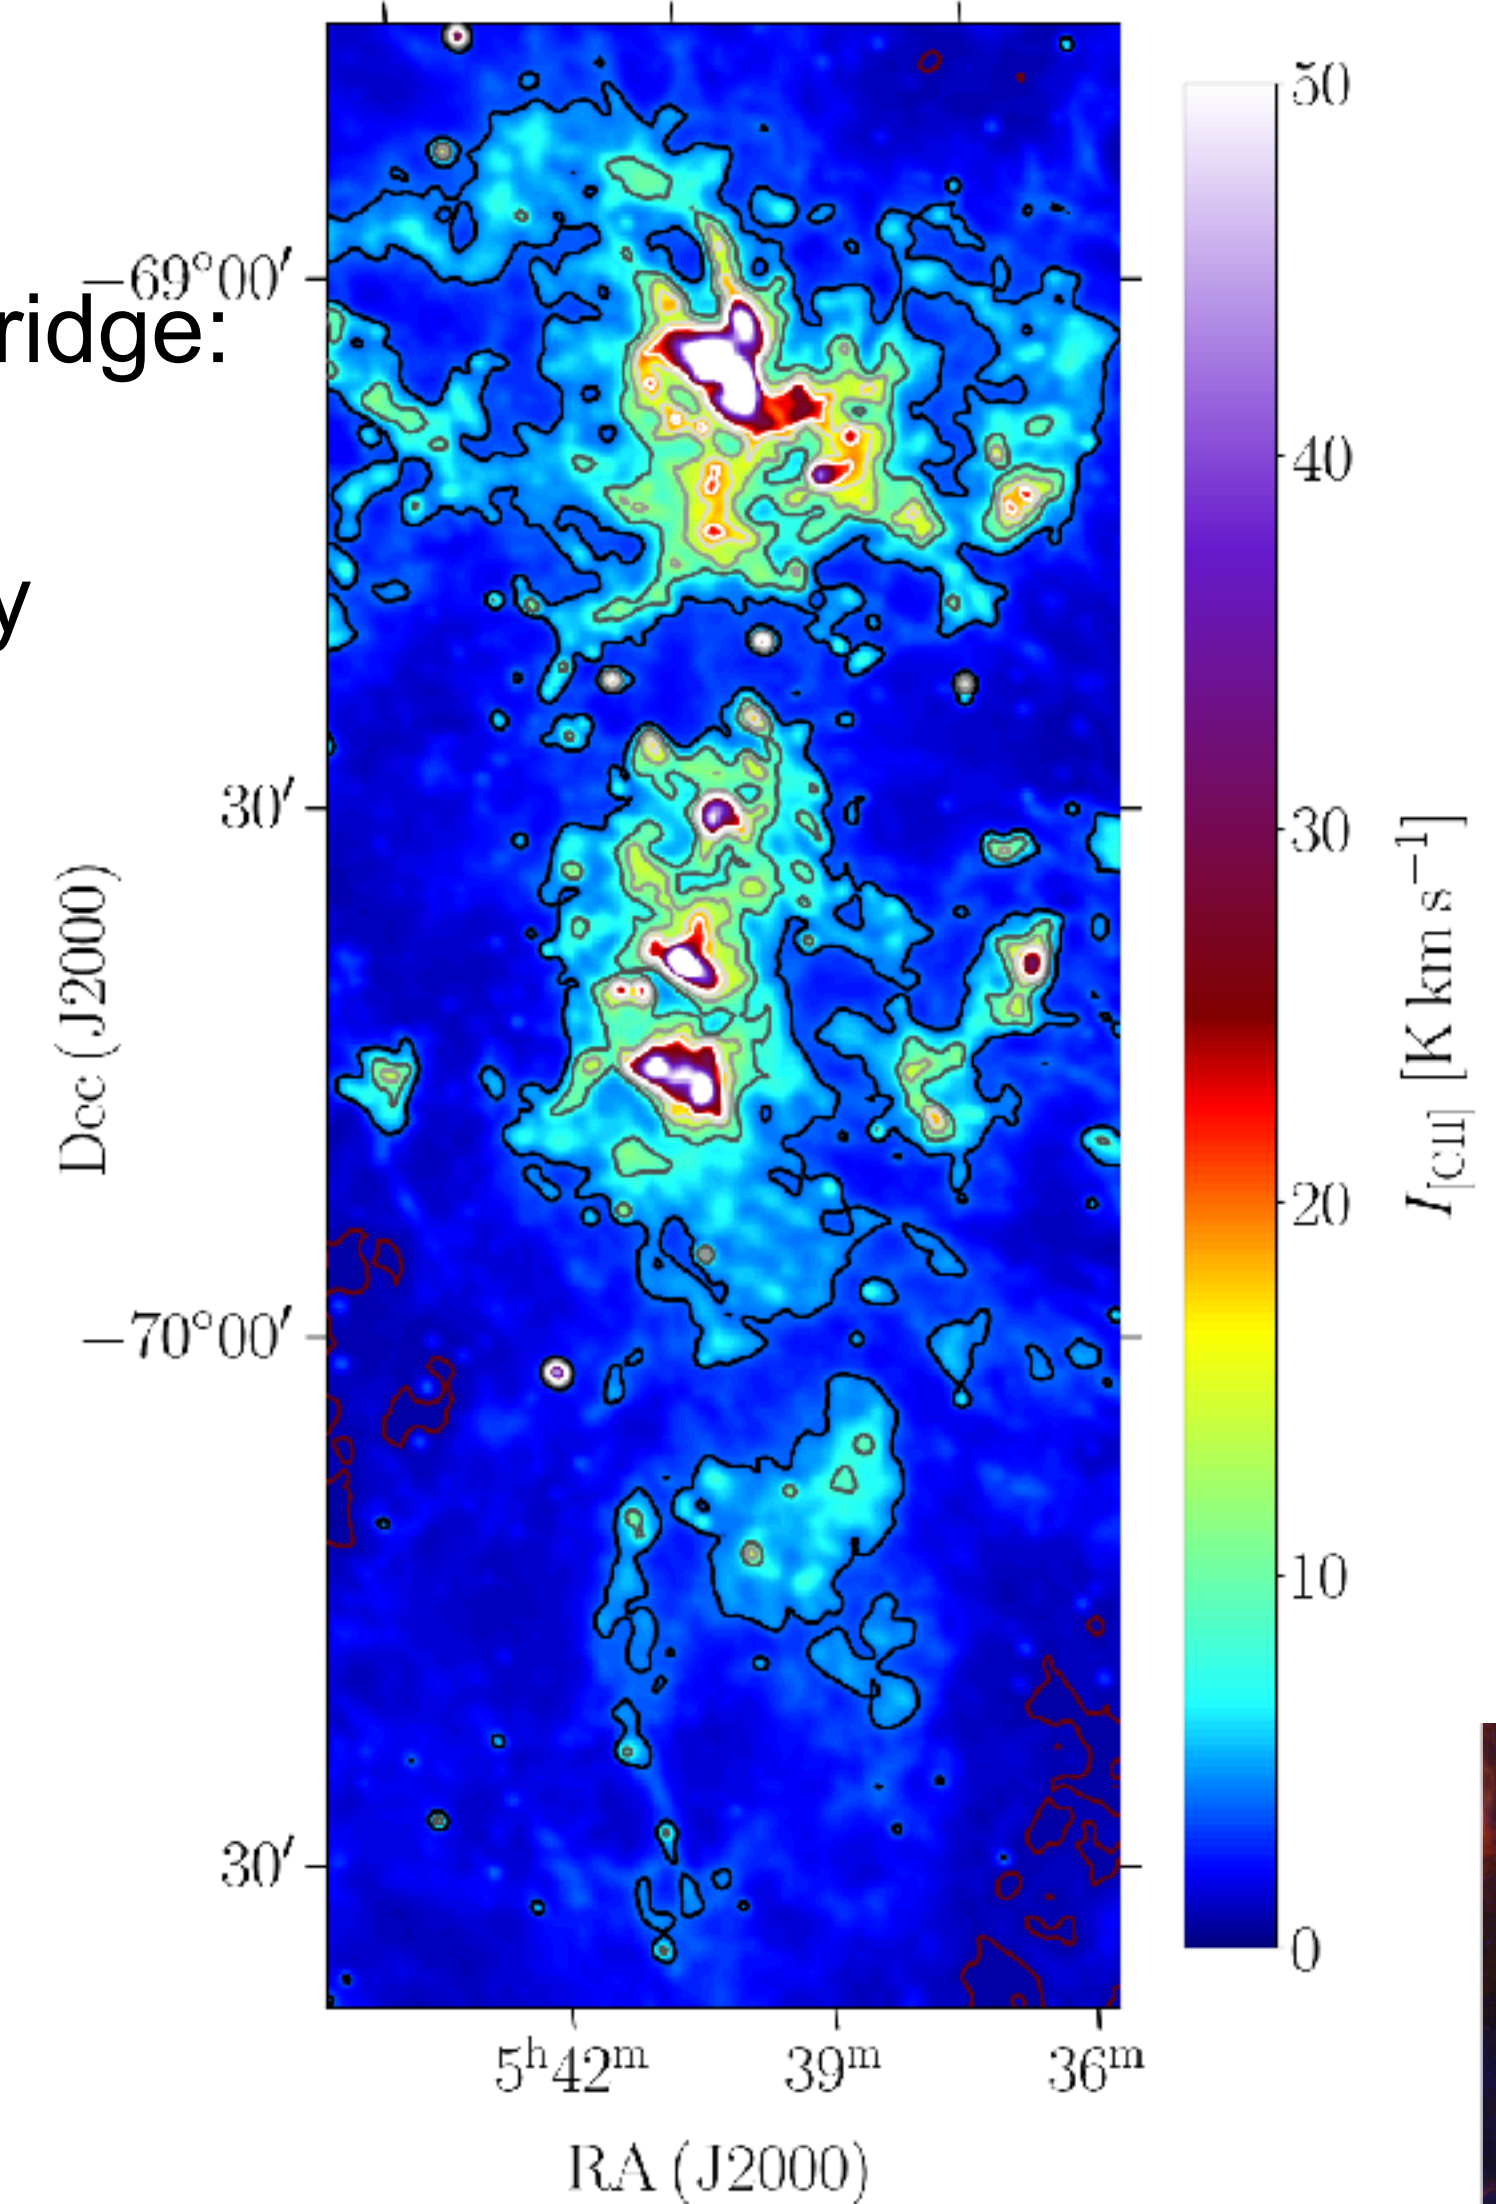 ridge:
y
−69°00′
30′
−70°00′
30′
Dec (J2000)
5ʰ42ᵐ
39ᵐ
36ᵐ
RA (J2000)
50
40
30
20
10
0
I[CII] [K km s⁻¹]